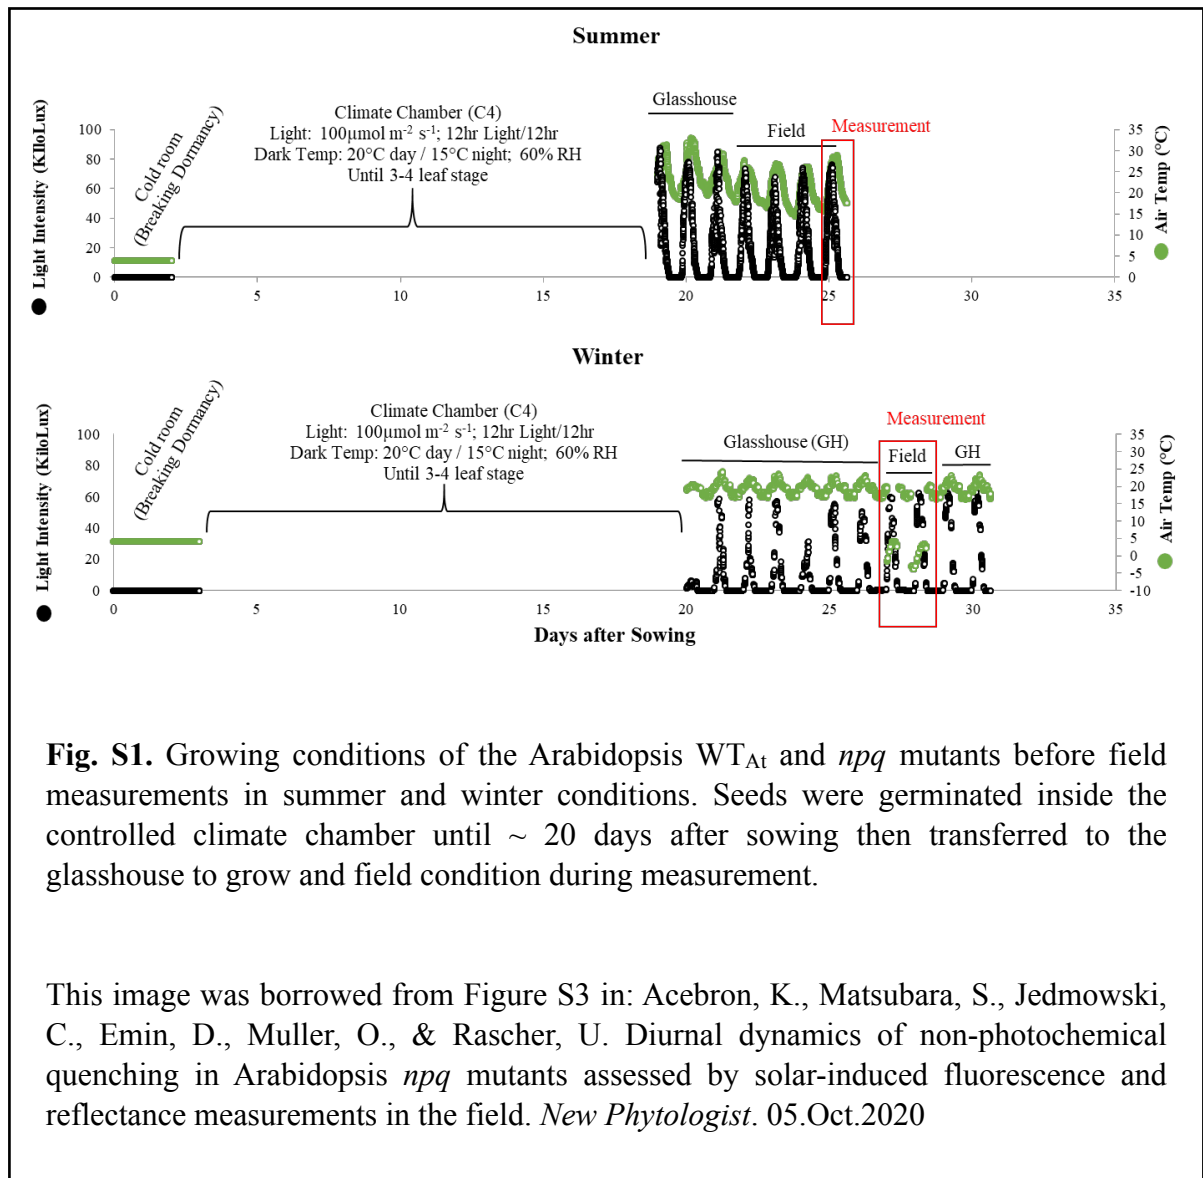 Summer
Light Intensity (KIloLux)
100
80
60
40
20
0
Cold room
(Breaking Dormancy)
Climate Chamber (C4)
Light: 100µmol m-2 s-1; 12hr Light/12hr
Dark Temp: 20°C day / 15°C night; 60% RH
Until 3-4 leaf stage
Glasshouse
Field
Measurement
35
30
25
20
15
10
5
0
Air Temp (°C)
0 5 10 15 20 25 30 35
Winter
Light Intensity (KiloLux)
100
80
60
40
20
0
Cold room
(Breaking Dormancy)
Climate Chamber (C4)
Light: 100µmol m-2 s-1; 12hr Light/12hr
Dark Temp: 20°C day / 15°C night; 60% RH
Until 3-4 leaf stage
Glasshouse (GH)
Measurement
Field
GH
35
30
25
20
15
10
5
0
-5
-10
Air Temp (°C)
0 5 10 15 20 25 30 35
Days after Sowing
Fig. S1. Growing conditions of the Arabidopsis WTAt and npq mutants before field
measurements in summer and winter conditions. Seeds were germinated inside the
controlled climate chamber until ~ 20 days after sowing then transferred to the
glasshouse to grow and field condition during measurement.
This image was borrowed from Figure S3 in: Acebron, K., Matsubara, S., Jedmowski,
C., Emin, D., Muller, O., & Rascher, U. Diurnal dynamics of non-photochemical
quenching in Arabidopsis npq mutants assessed by solar-induced fluorescence and
reflectance measurements in the field. New Phytologist. 05.Oct.2020